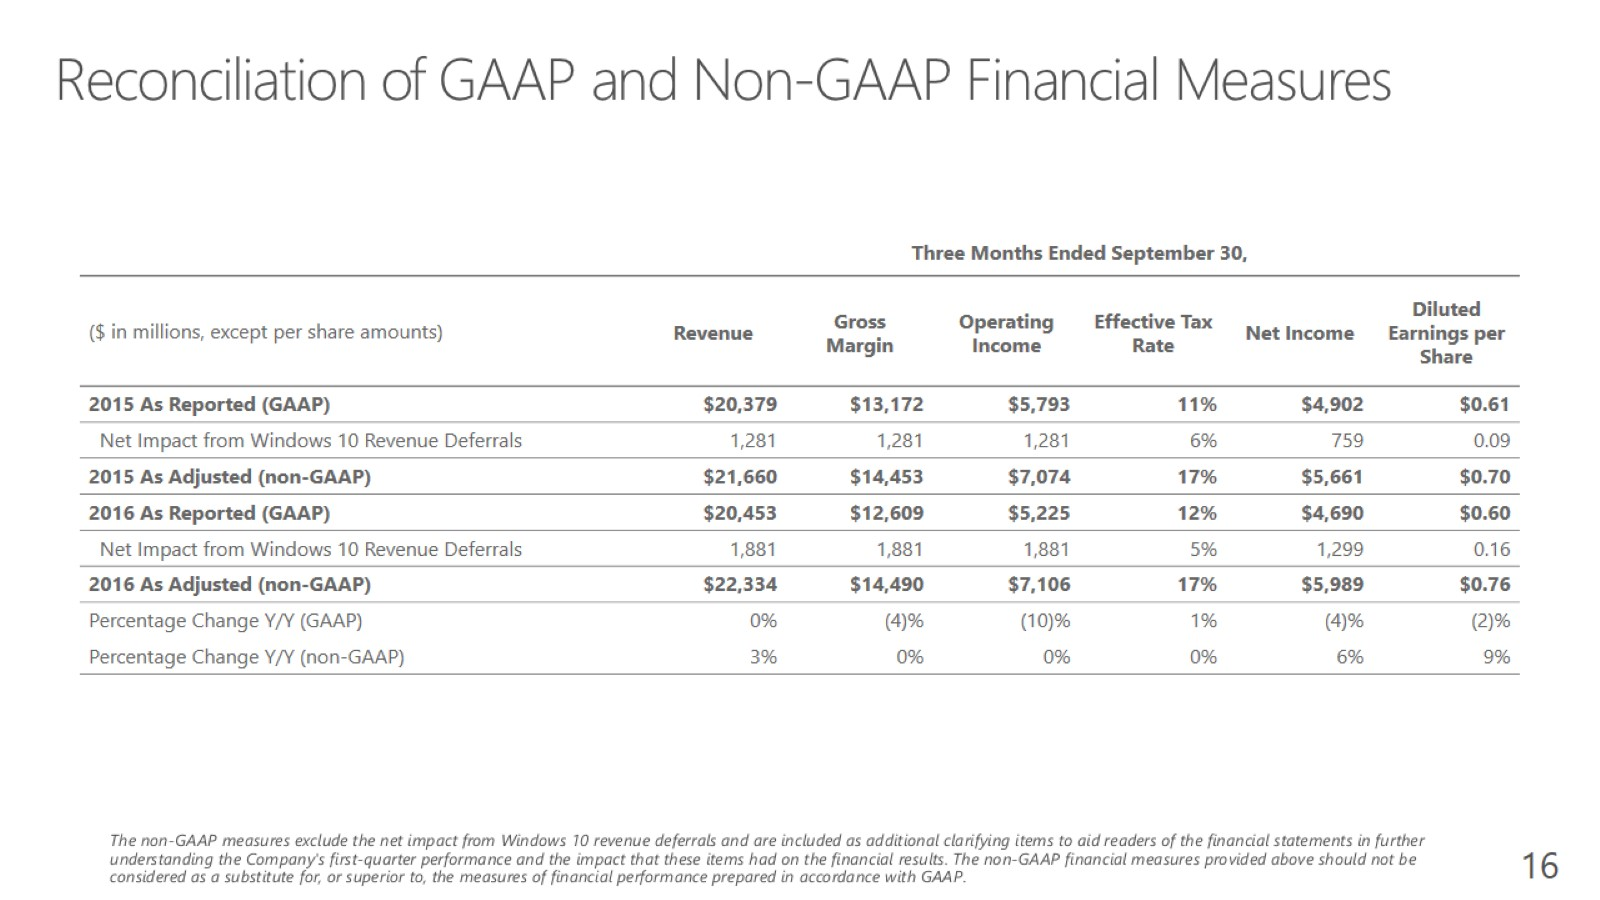 Reconciliation of GAAP and Non-GAAP Financial Measures
Three Months Ended September 30,
($ in millions, except per share amounts) Revenue Gross Margin Operating Income Effective Tax Rate Net Income Diluted Earnings per Share
2015 As Reported (GAAP) $20,379 $13,172 $5,793 11% $4,902 $0.61
Net Impact from Windows 10 Revenue Deferrals 1,281 1,281 1,281 6% 759 0.09
2015 As Adjusted (non-GAAP) $21,660 $14,453 $7,074 17% $5,661 $0.70
2016 As Reported (GAAP) $20,453 $12,609 $5,225 12% $4,690 $0.60
Net Impact from Windows 10 Revenue Deferrals 1,881 1,881 1,881 5% 1,299 0.16
2016 As Adjusted (non-GAAP) $22,334 $14,490 $7,106 17% $5,989 $0.76
Percentage Change Y/Y (GAAP) 0% (4)% (10)% 1% (4)% (2)%
Percentage Change Y/Y (non-GAAP) 3% 0% 0% 0% 6% 9%
The non-GAAP measures exclude the net impact from Windows 10 revenue deferrals and are included as additional clarifying items to aid readers of the financial statements in further
understanding the Company's first-quarter performance and the impact that these items had on the financial results. The non-GAAP financial measures provided above should not be
considered as a substitute for, or superior to, the measures of financial performance prepared in accordance with GAAP.
16